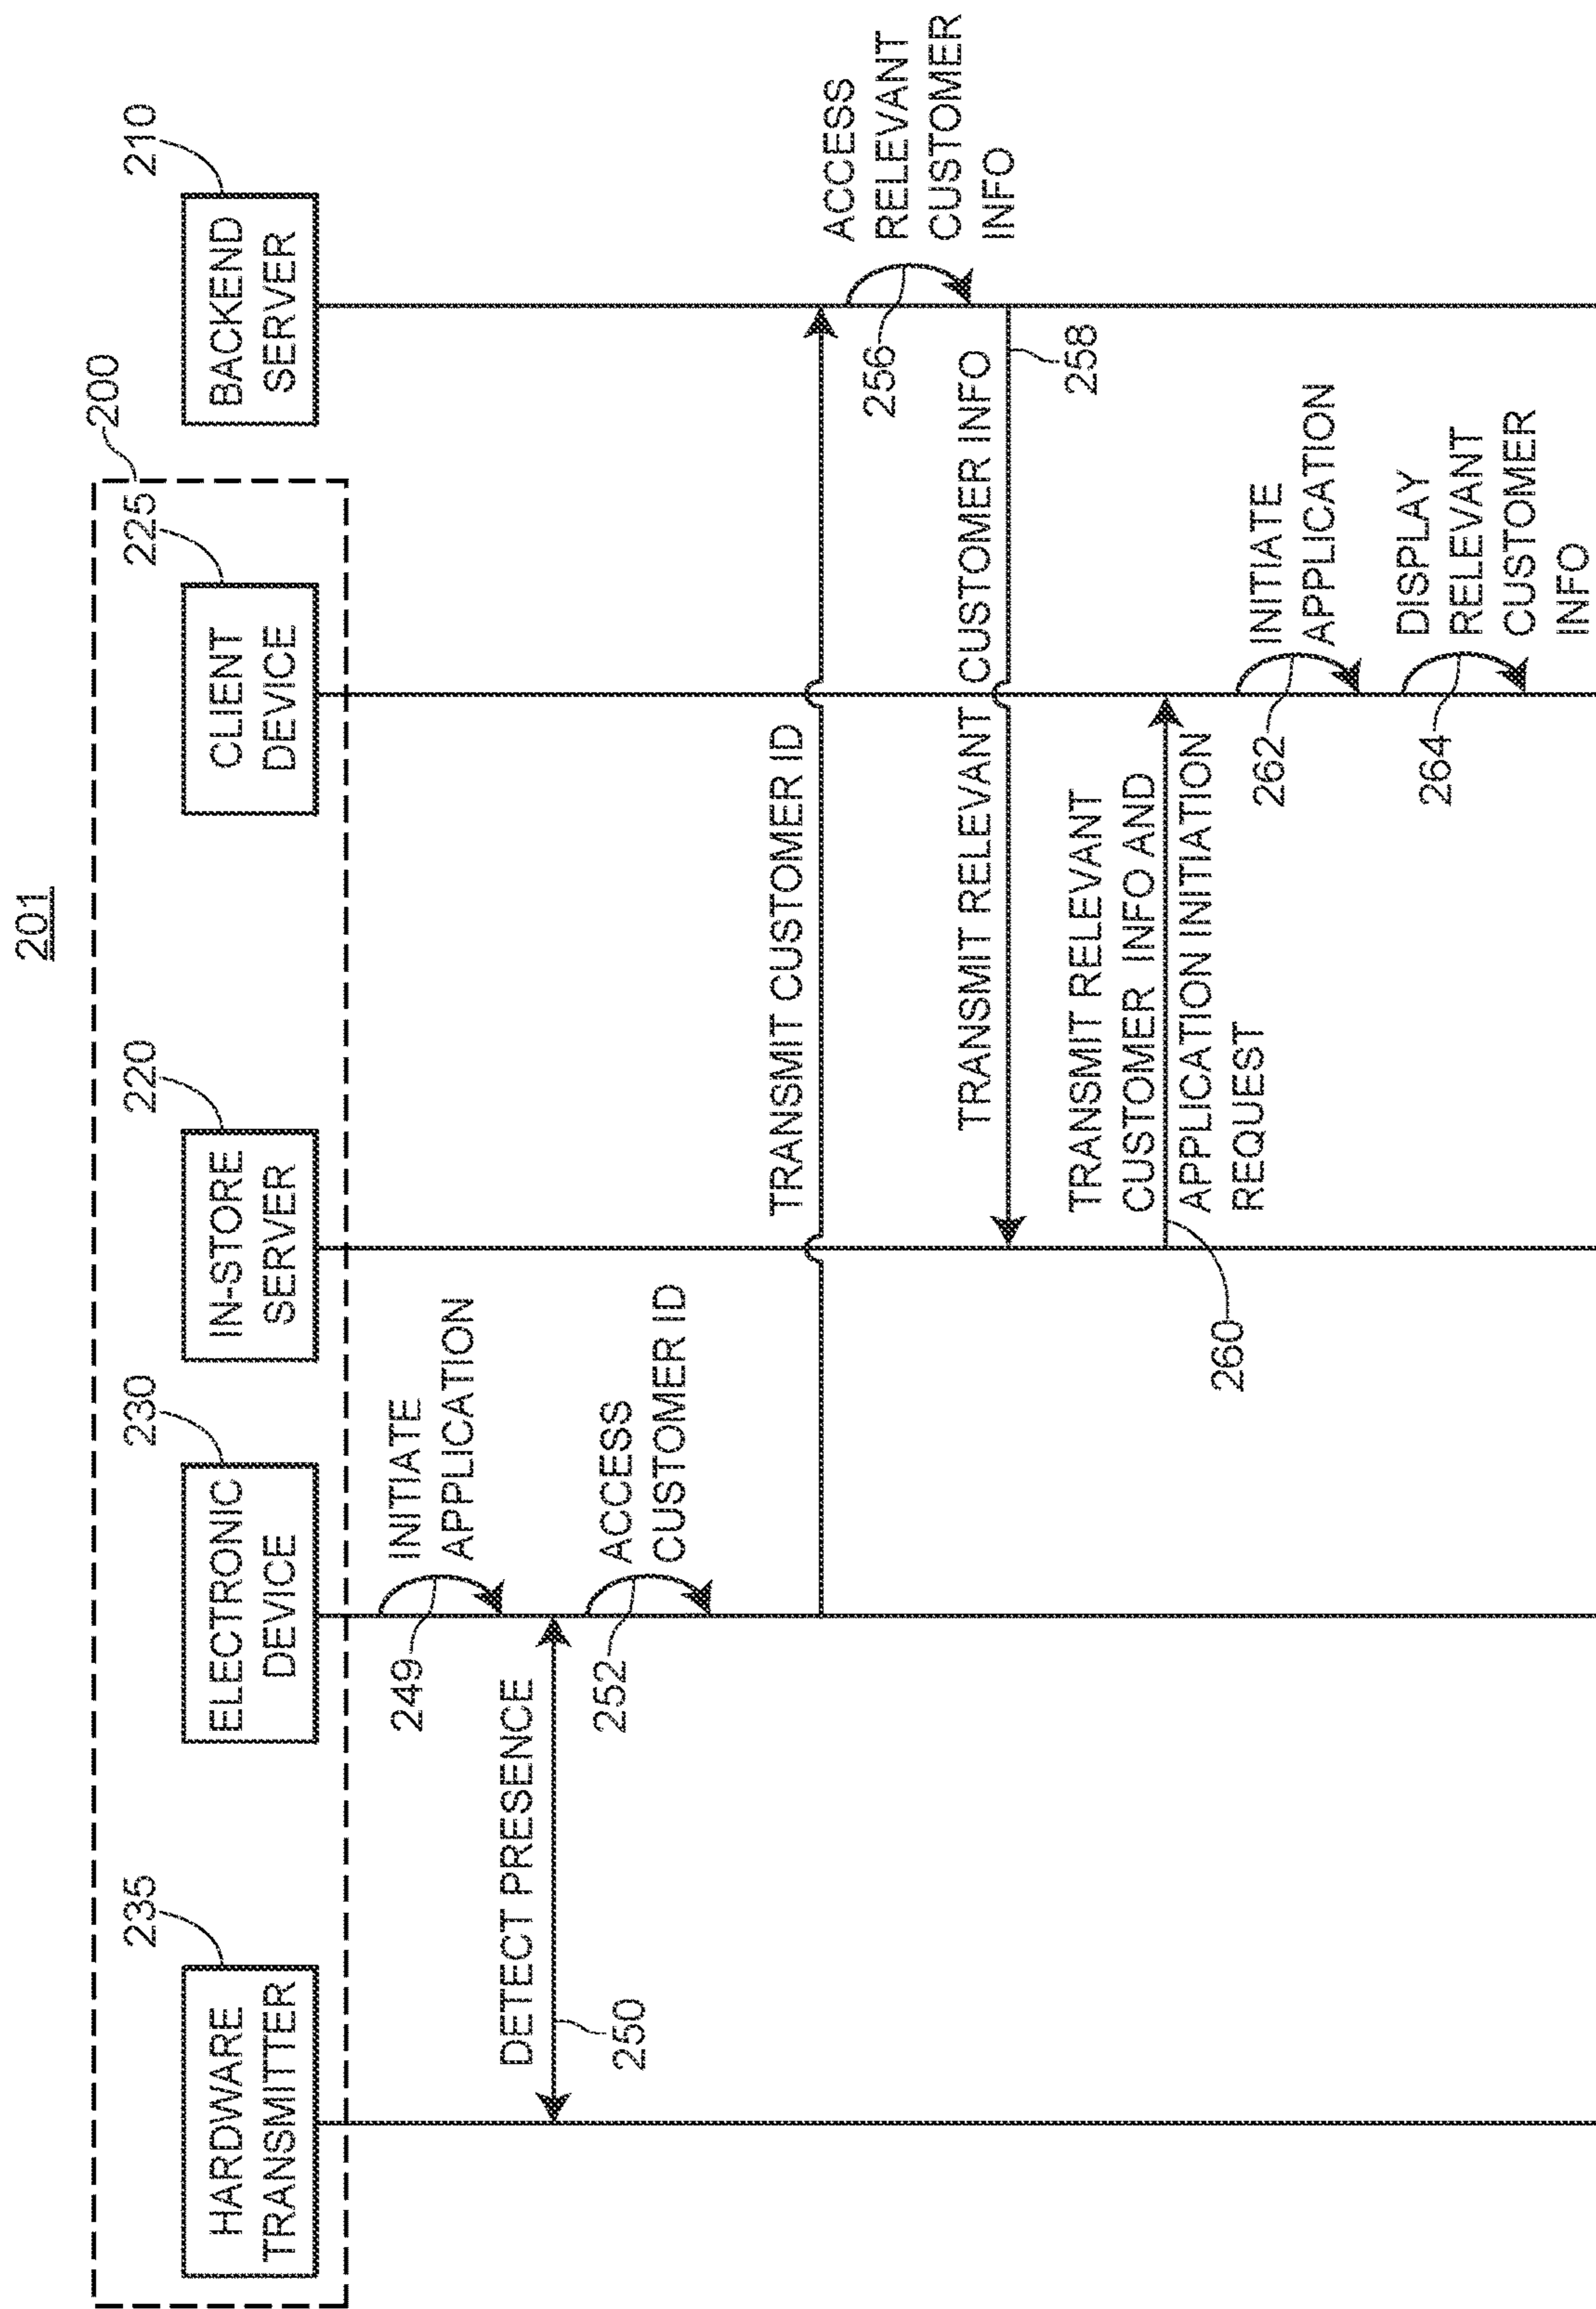 201
200
235
230
220
225
210
HARDWARE
TRANSMITTER
ELECTRONIC
DEVICE
IN-STORE
SERVER
CLIENT
DEVICE
BACKEND
SERVER
INITIATE
APPLICATION
249
DETECT PRESENCE
250
ACCESS
CUSTOMER ID
252
TRANSMIT CUSTOMER ID
ACCESS
RELEVANT
CUSTOMER
INFO
256
TRANSMIT RELEVANT CUSTOMER INFO
258
TRANSMIT RELEVANT
CUSTOMER INFO AND
APPLICATION INITIATION
REQUEST
260
INITIATE
APPLICATION
262
DISPLAY
RELEVANT
CUSTOMER
INFO
264